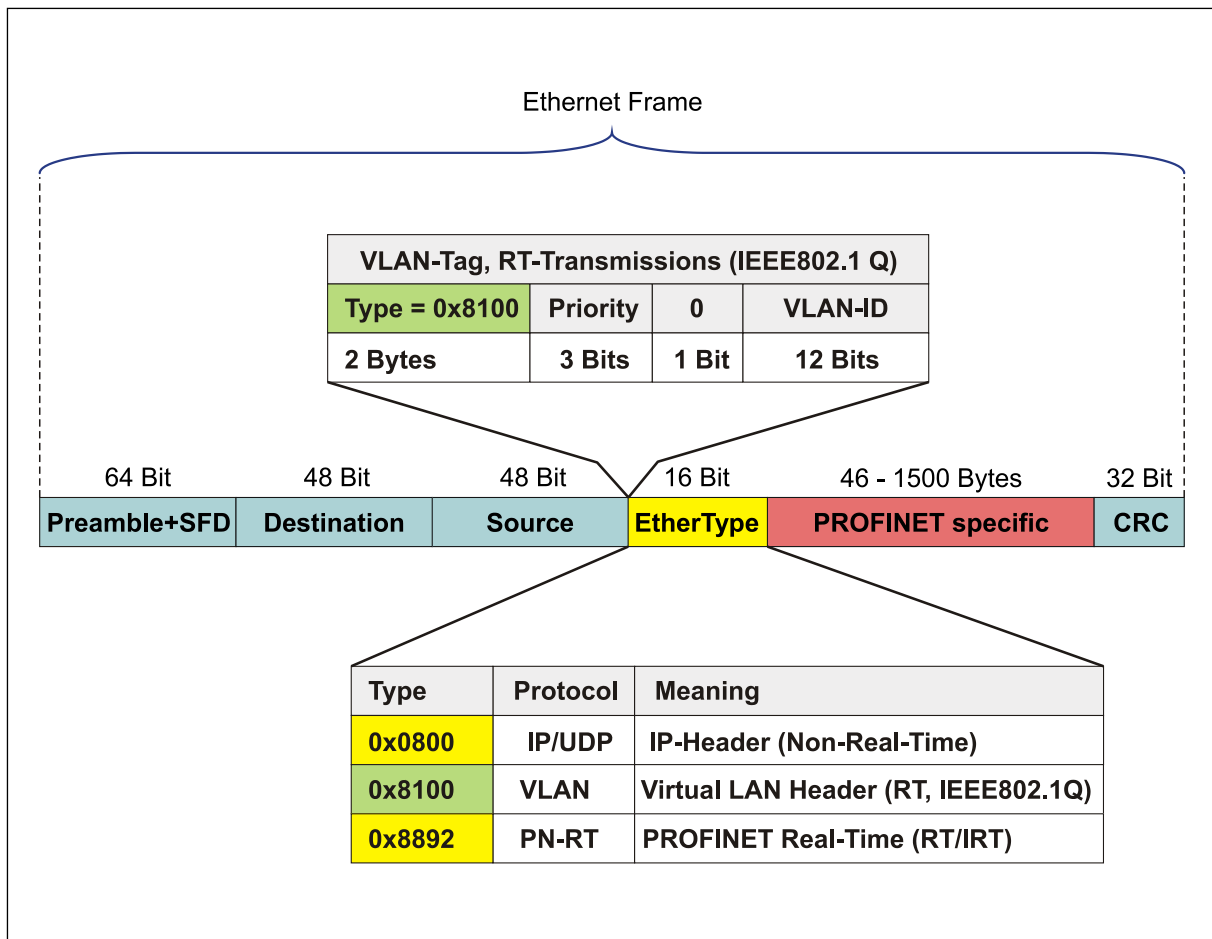 Ethernet Frame
VLAN-Tag, RT-Transmissions (IEEE802.1 Q)
Type = 0x8100 Priority 0 VLAN-ID
2 Bytes 3 Bits 1 Bit 12 Bits
64 Bit 48 Bit 48 Bit 16 Bit 46 - 1500 Bytes 32 Bit
Preamble+SFD Destination Source EtherType PROFINET specific CRC
Type Protocol Meaning
0x0800 IP/UDP IP-Header (Non-Real-Time)
0x8100 VLAN Virtual LAN Header (RT, IEEE802.1Q)
0x8892 PN-RT PROFINET Real-Time (RT/IRT)